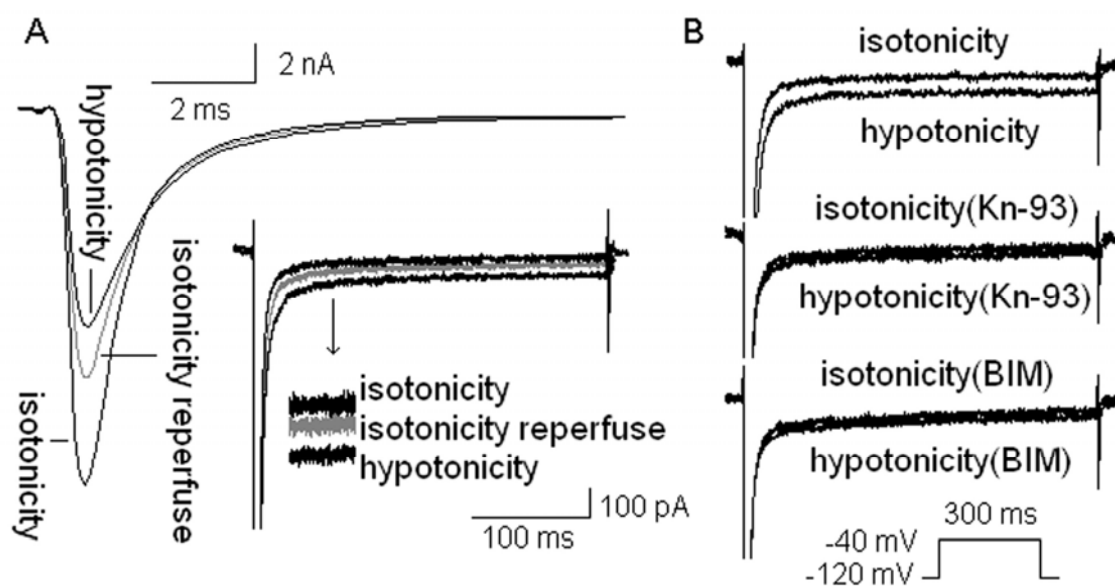 A
2 nA
2 ms
hypotonicity
isotonicity reperfuse
isotonicity
isotonicity
isotonicity reperfuse
hypotonicity
100 pA
100 ms
B
isotonicity
hypotonicity
isotonicity(Kn-93)
hypotonicity(Kn-93)
isotonicity(BIM)
hypotonicity(BIM)
300 ms
-40 mV
-120 mV